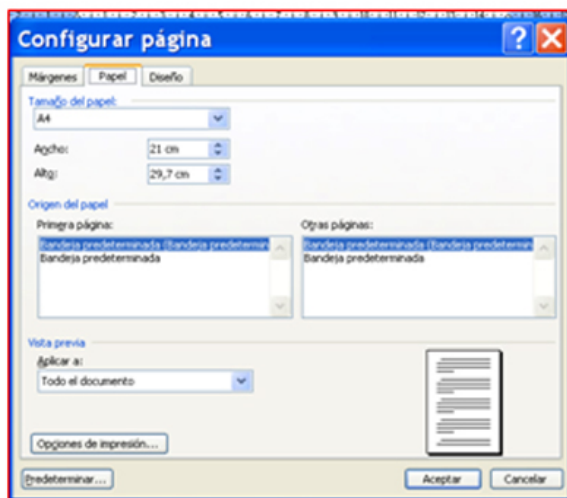 Configurar página
Márgenes Papel Diseño
Tamaño del papel:
A4
Ancho: 21 cm
Alto: 29,7 cm
Origen del papel
Primera página: Otras páginas:
Bandeja predeterminada (Bandeja predetermin Bandeja predeterminada (Bandeja predetermin
Bandeja predeterminada Bandeja predeterminada
Vista previa
Aplicar a:
Todo el documento
Opciones de impresión...
Predeterminar... Aceptar Cancelar